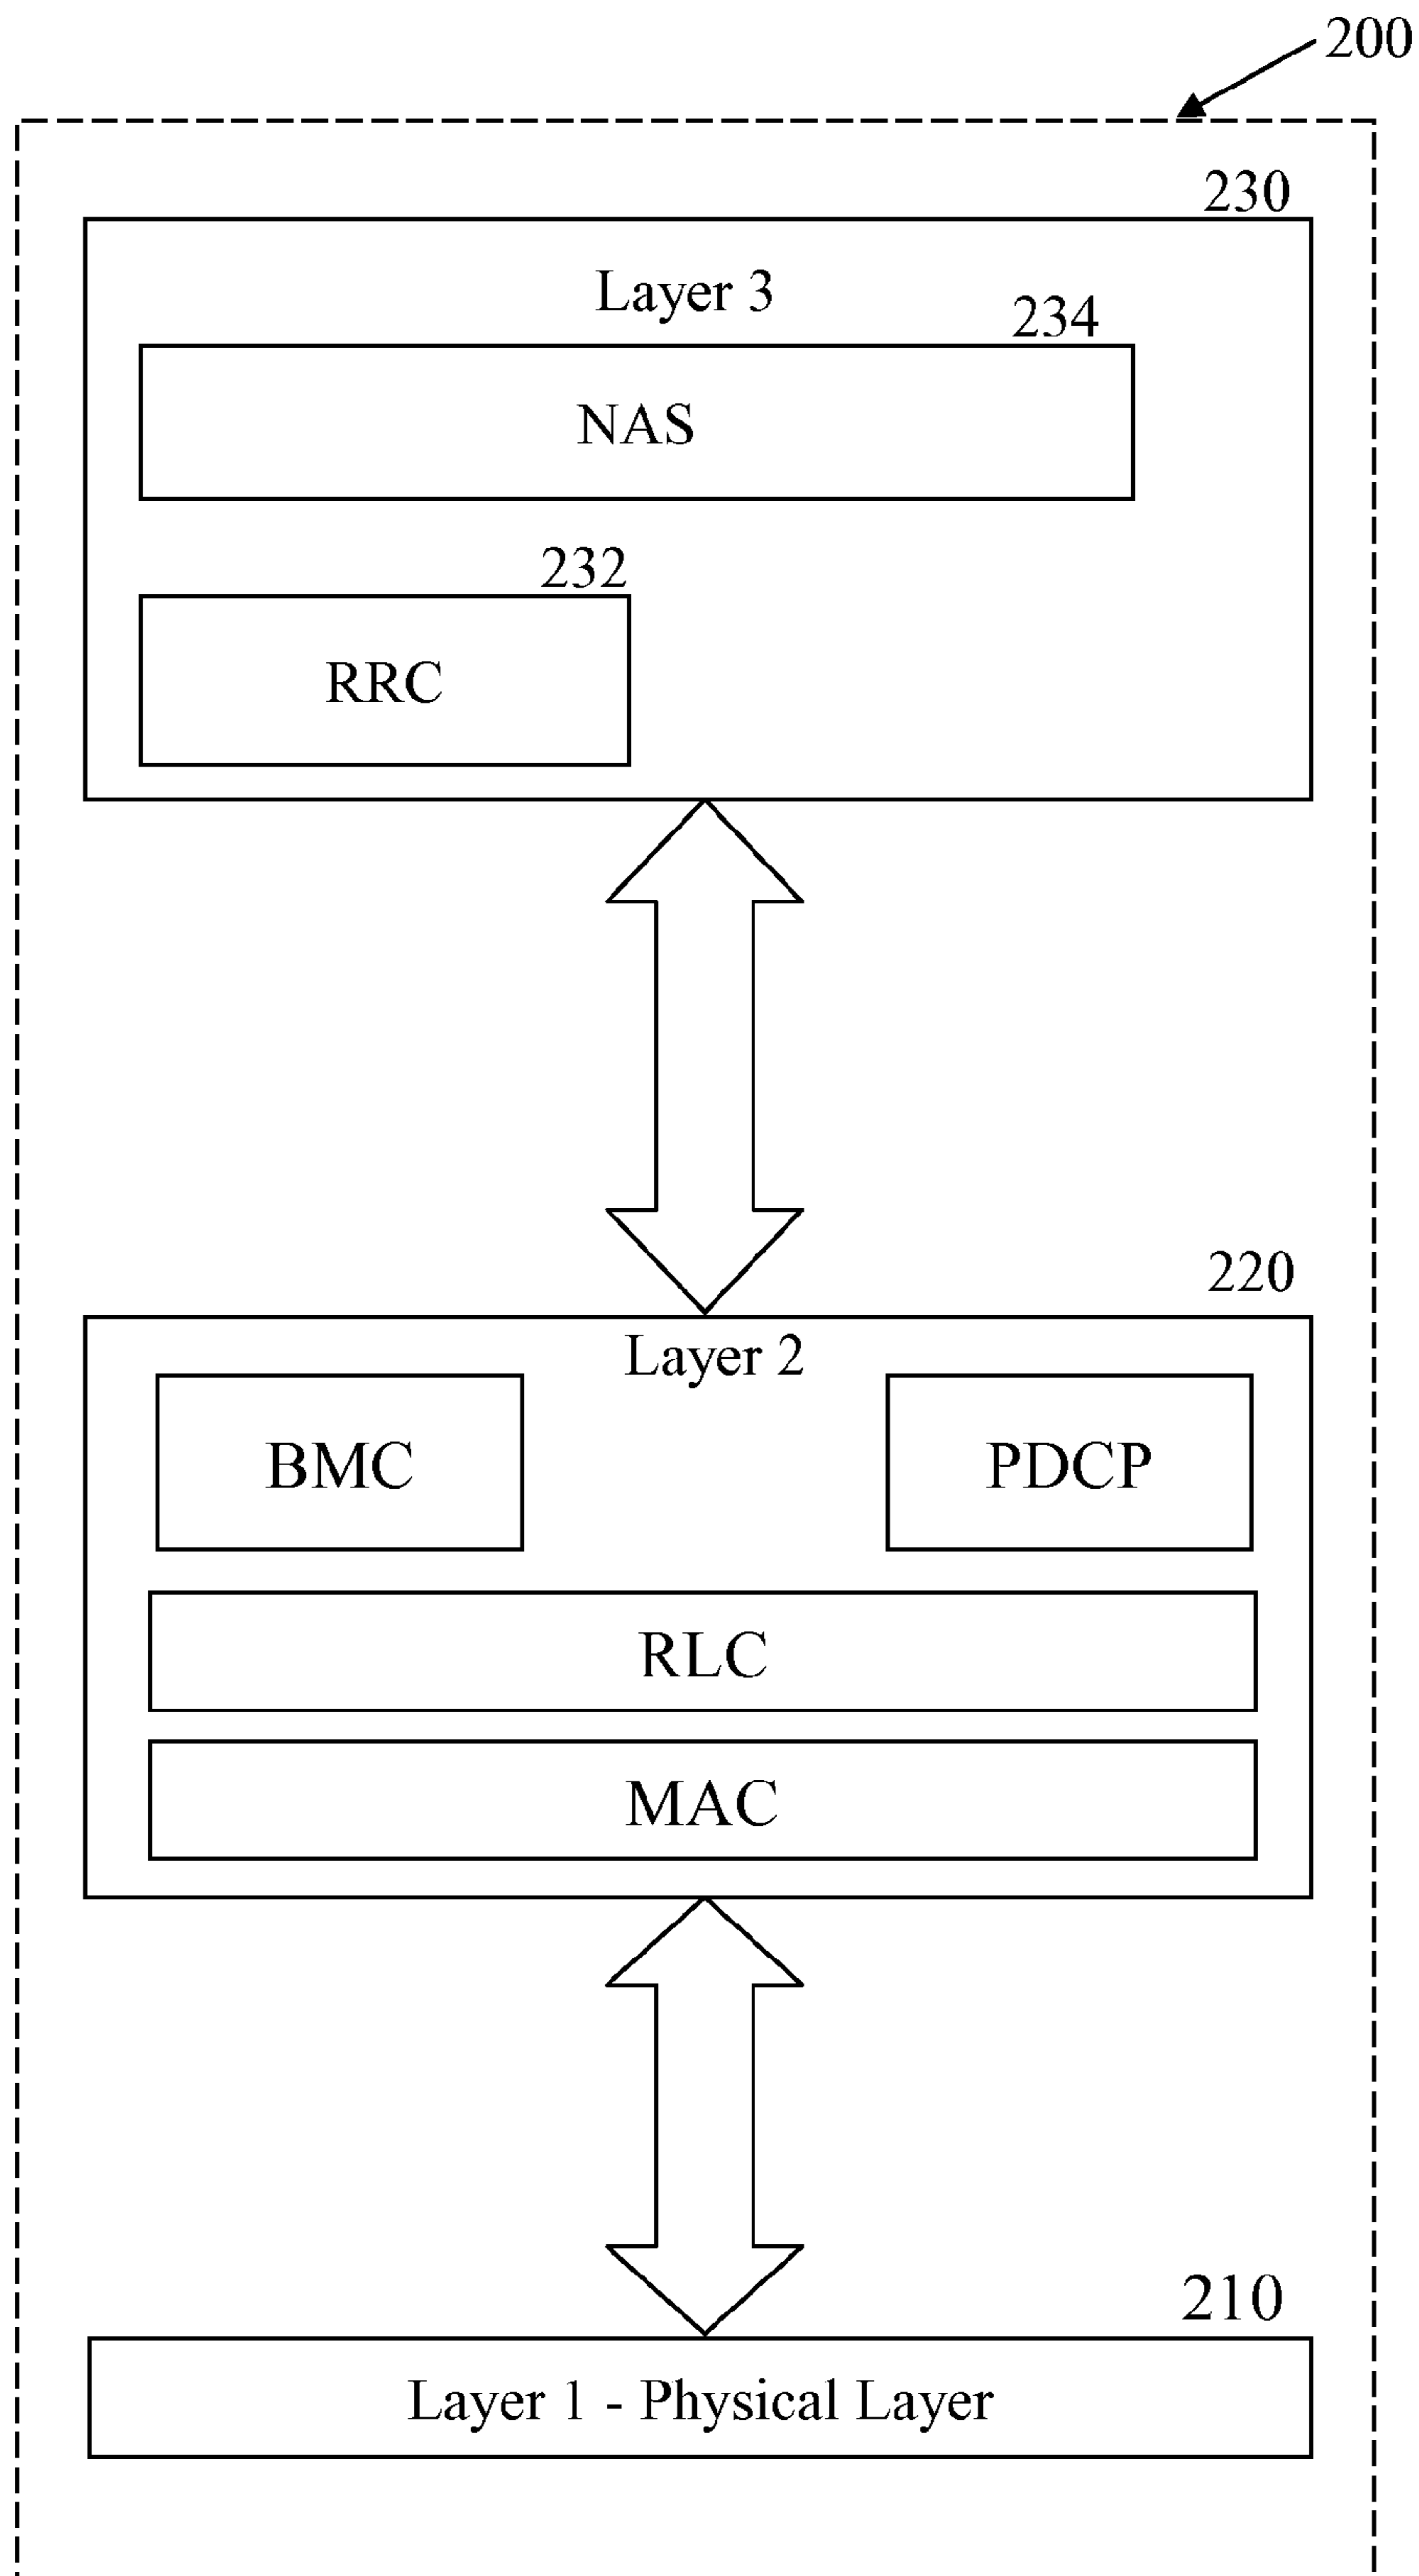 200
230
Layer 3
234
NAS
232
RRC
220
Layer 2
BMC
PDCP
RLC
MAC
210
Layer 1 - Physical Layer